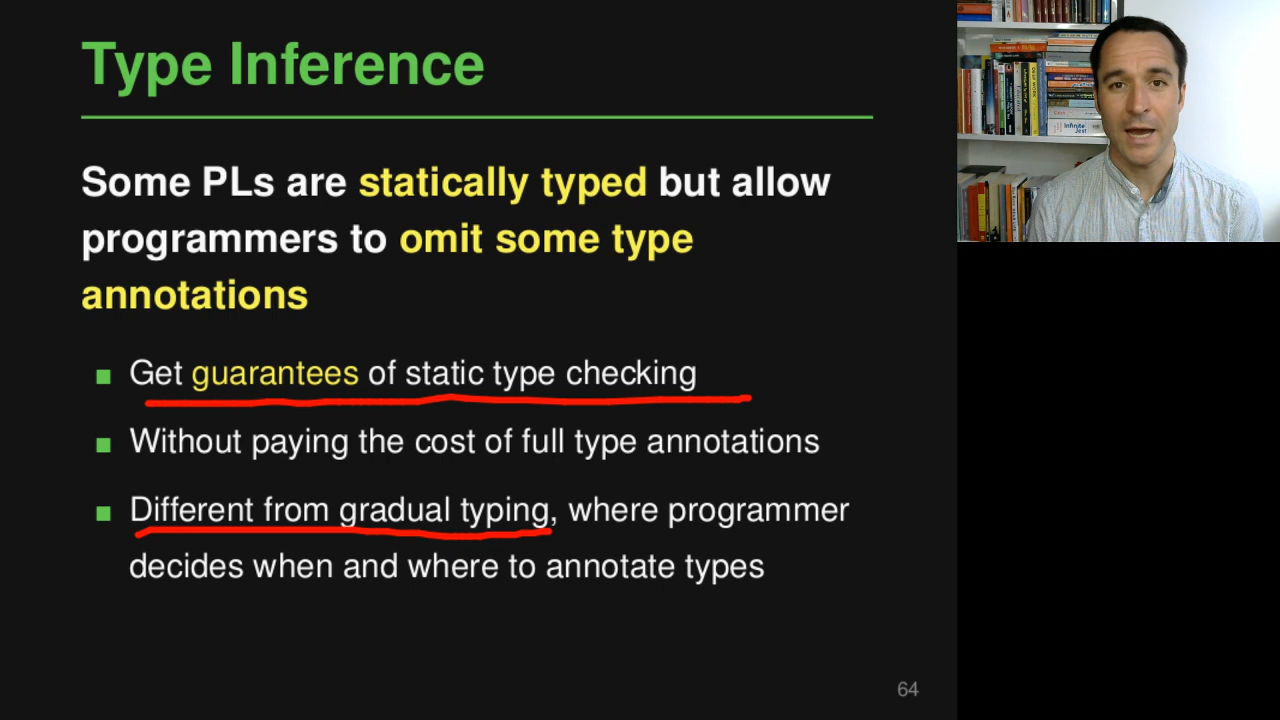 Type Inference
Some PLs are statically typed but allow
programmers to omit some type
annotations
Get guarantees of static type checking
Without paying the cost of full type annotations
Different from gradual typing, where programmer
decides when and where to annotate types
64
Infinite
Jest